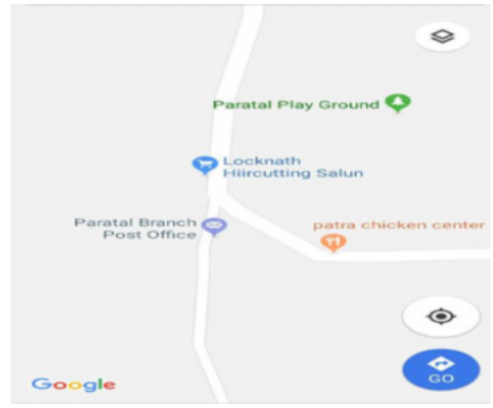 Paratal Play Ground
Locknath
Hiircutting Salun
Paratal Branch
Post Office
patra chicken center
GO
Google